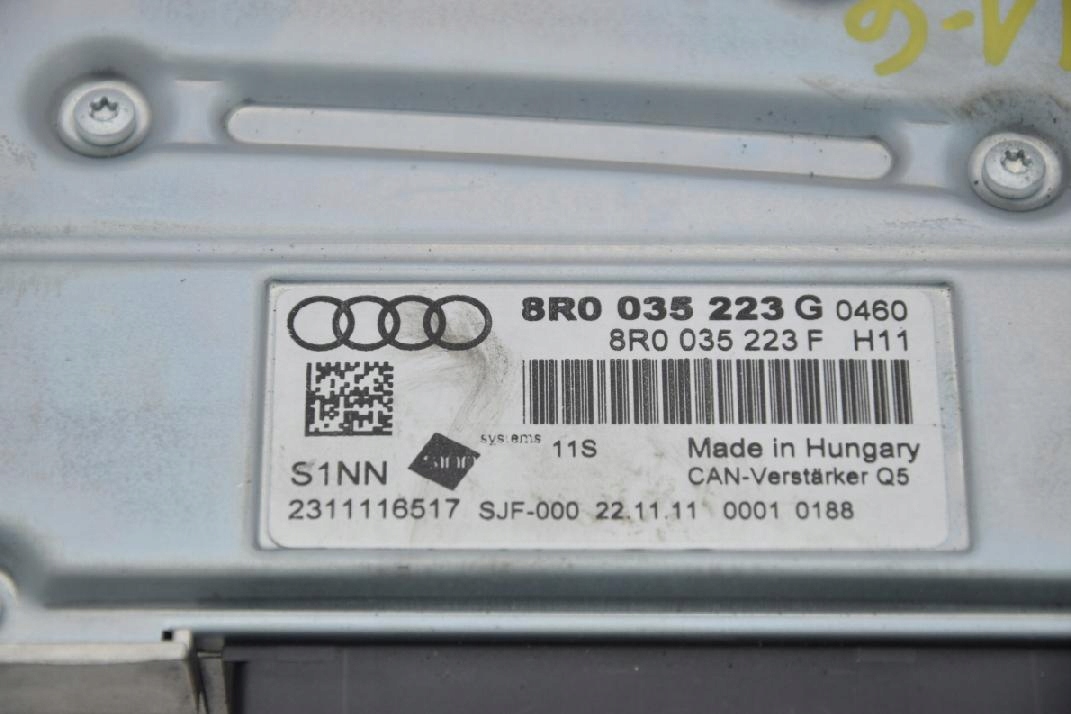 8R0 035 223 G 0460
8R0 035 223 F H11
systems 11S Made in Hungary
S1NN CAN-Verstärker Q5
2311116517 SJF-000 22.11.11 0001 0188